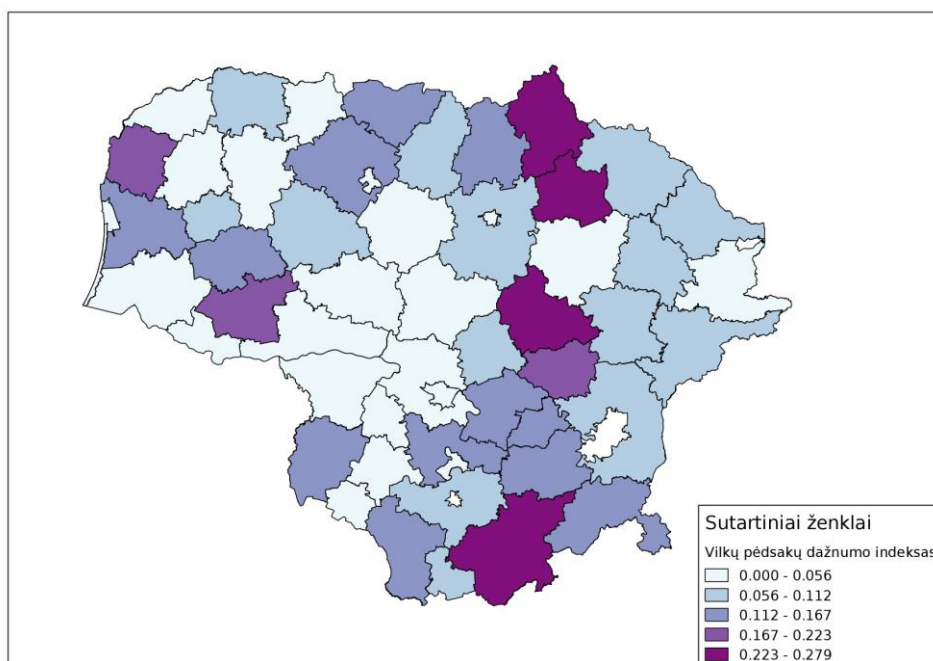 Sutartiniai ženklai
Vilkų pėdsakų dažnumo indeksas
0.000 - 0.056
0.056 - 0.112
0.112 - 0.167
0.167 - 0.223
0.223 - 0.279